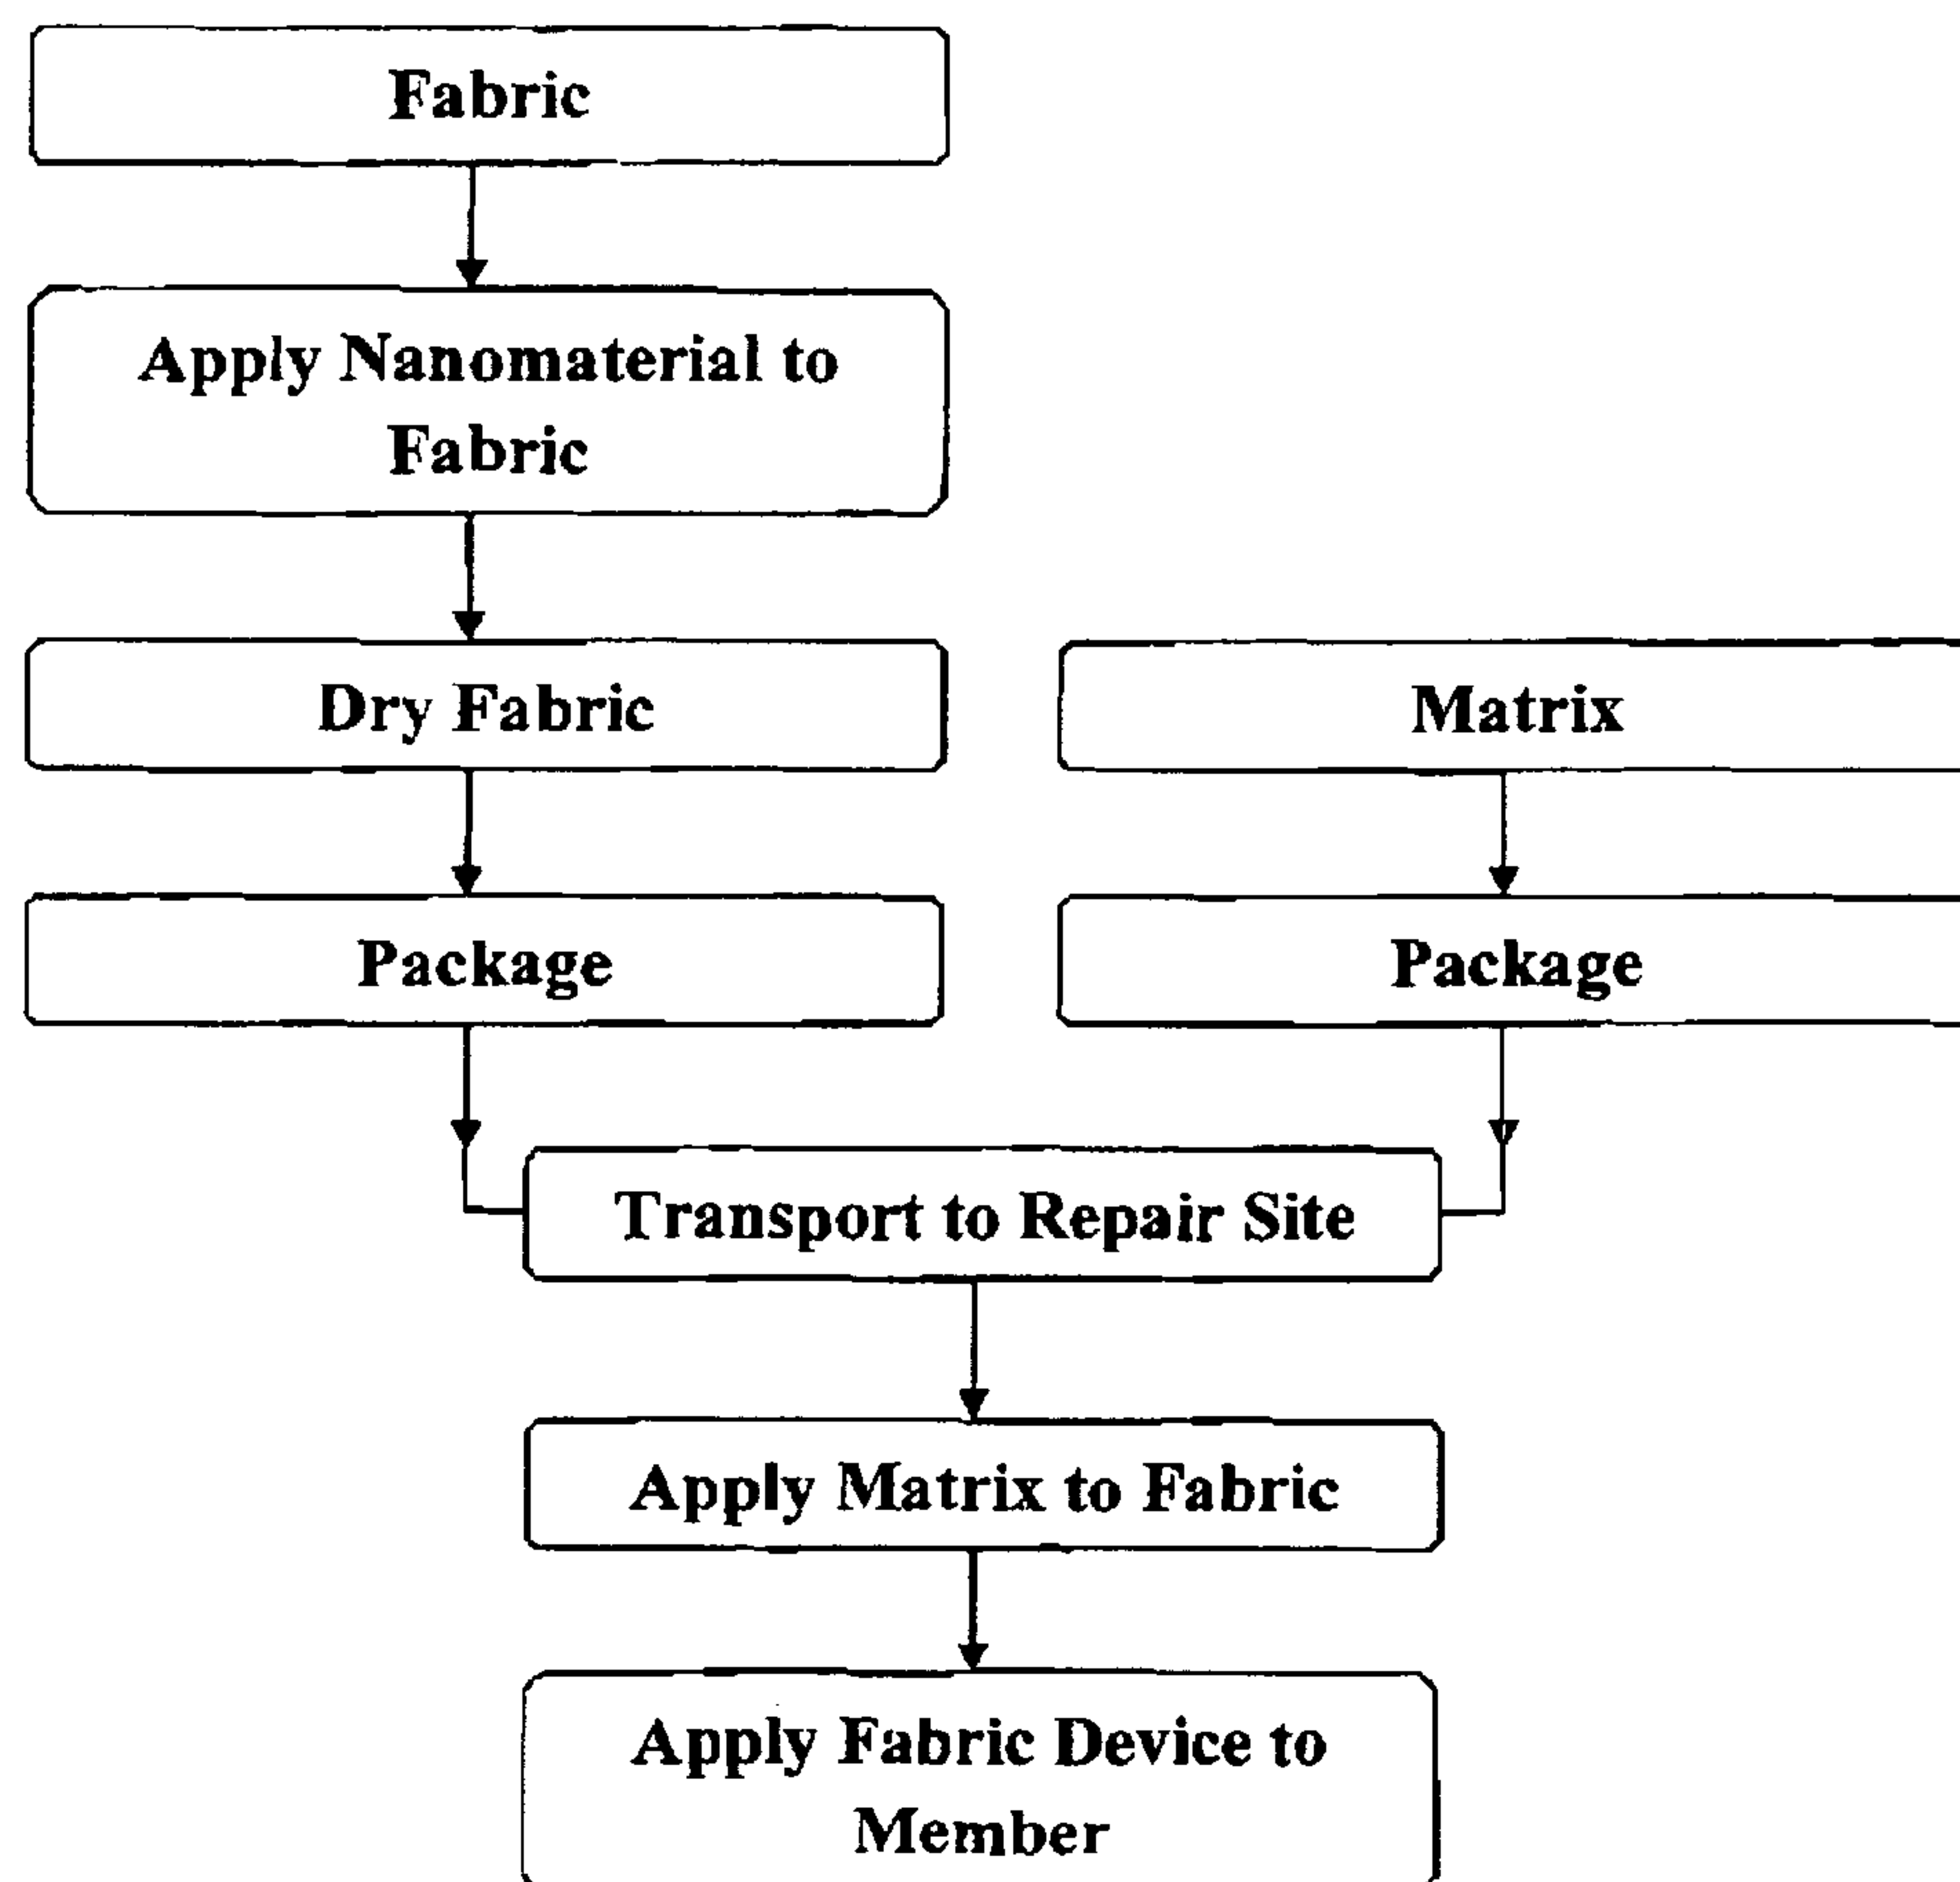 Fabric
Apply Nanomaterial to
Fabric
Dry Fabric
Matrix
Package
Package
Transport to Repair Site
Apply Matrix to Fabric
Apply Fabric Device to
Member